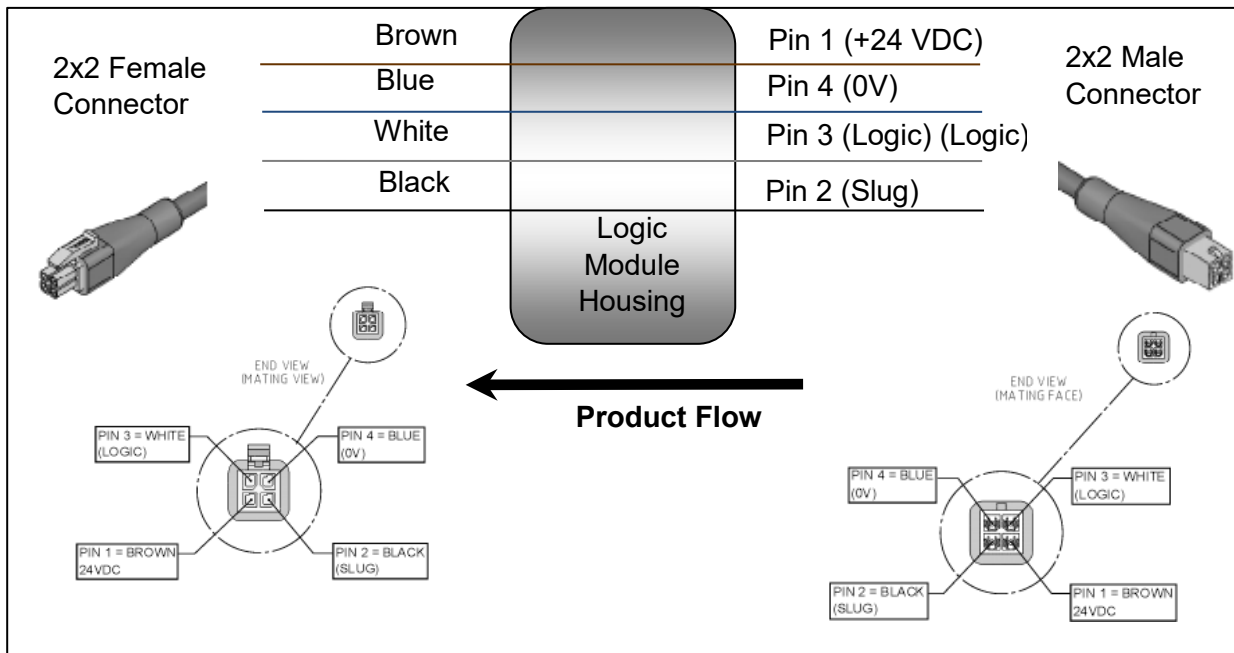 2x2 Female
Connector
Brown
Blue
White
Black
Pin 1 (+24 VDC)
Pin 4 (0V)
Pin 3 (Logic) (Logic)
Pin 2 (Slug)
2x2 Male
Connector
Logic
Module
Housing
END VIEW
(MATING VIEW)
Product Flow
END VIEW
(MATING FACE)
PIN 3 = WHITE
(LOGIC)
PIN 4 = BLUE
(0V)
PIN 1 = BROWN
24VDC
PIN 2 = BLACK
(SLUG)
PIN 4 = BLUE
(0V)
PIN 3 = WHITE
(LOGIC)
PIN 2 = BLACK
(SLUG)
PIN 1 = BROWN
24VDC